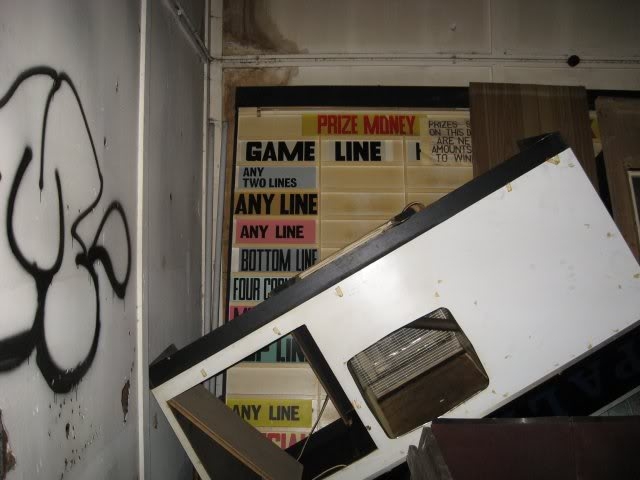 PRIZE MONEY
PRIZES
ON THIS
ARE
AMOUNTS
TO WIN
GAME LINE
ANY
TWO LINES
ANY LINE
ANY LINE
BOTTOM LINE
FOUR
ANY LINE